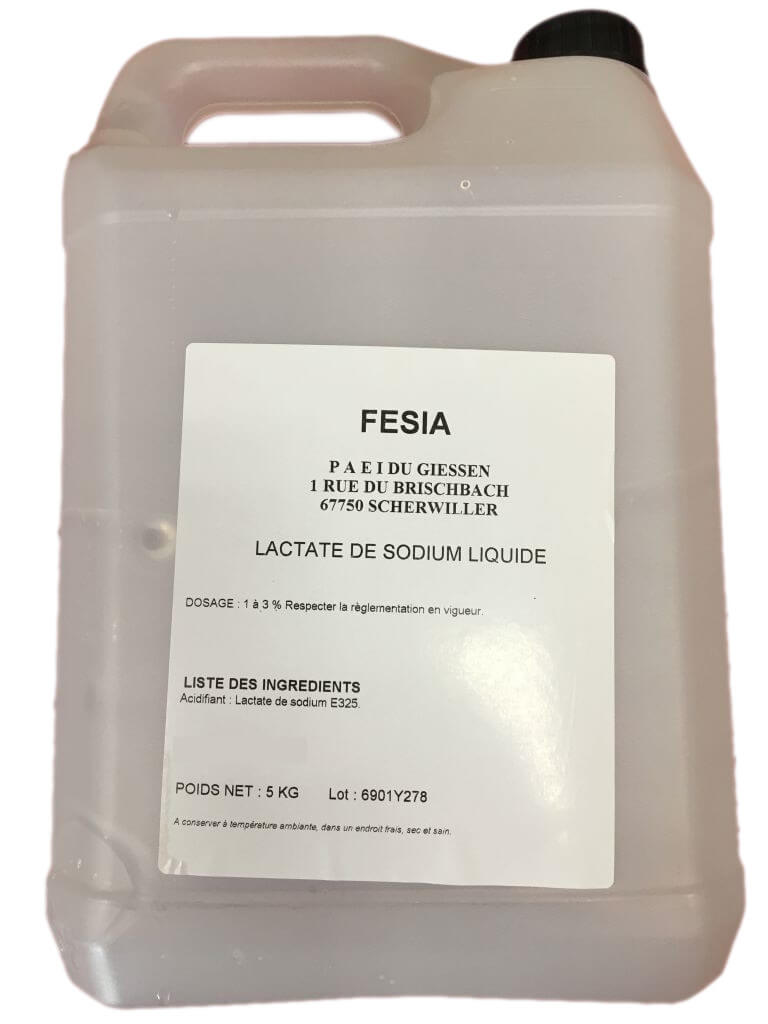 FESIA
P A E I DU GIESSEN
1 RUE DU BRISCHBACH
67750 SCHERWILLER
LACTATE DE SODIUM LIQUIDE
DOSAGE : 1 à 3 % Respecter la règlementation en vigueur.
LISTE DES INGREDIENTS
Acidifiant : Lactate de sodium E325.
POIDS NET : 5 KG Lot : 6901Y278
A conserver à température ambiante, dans un endroit frais, sec et sain.